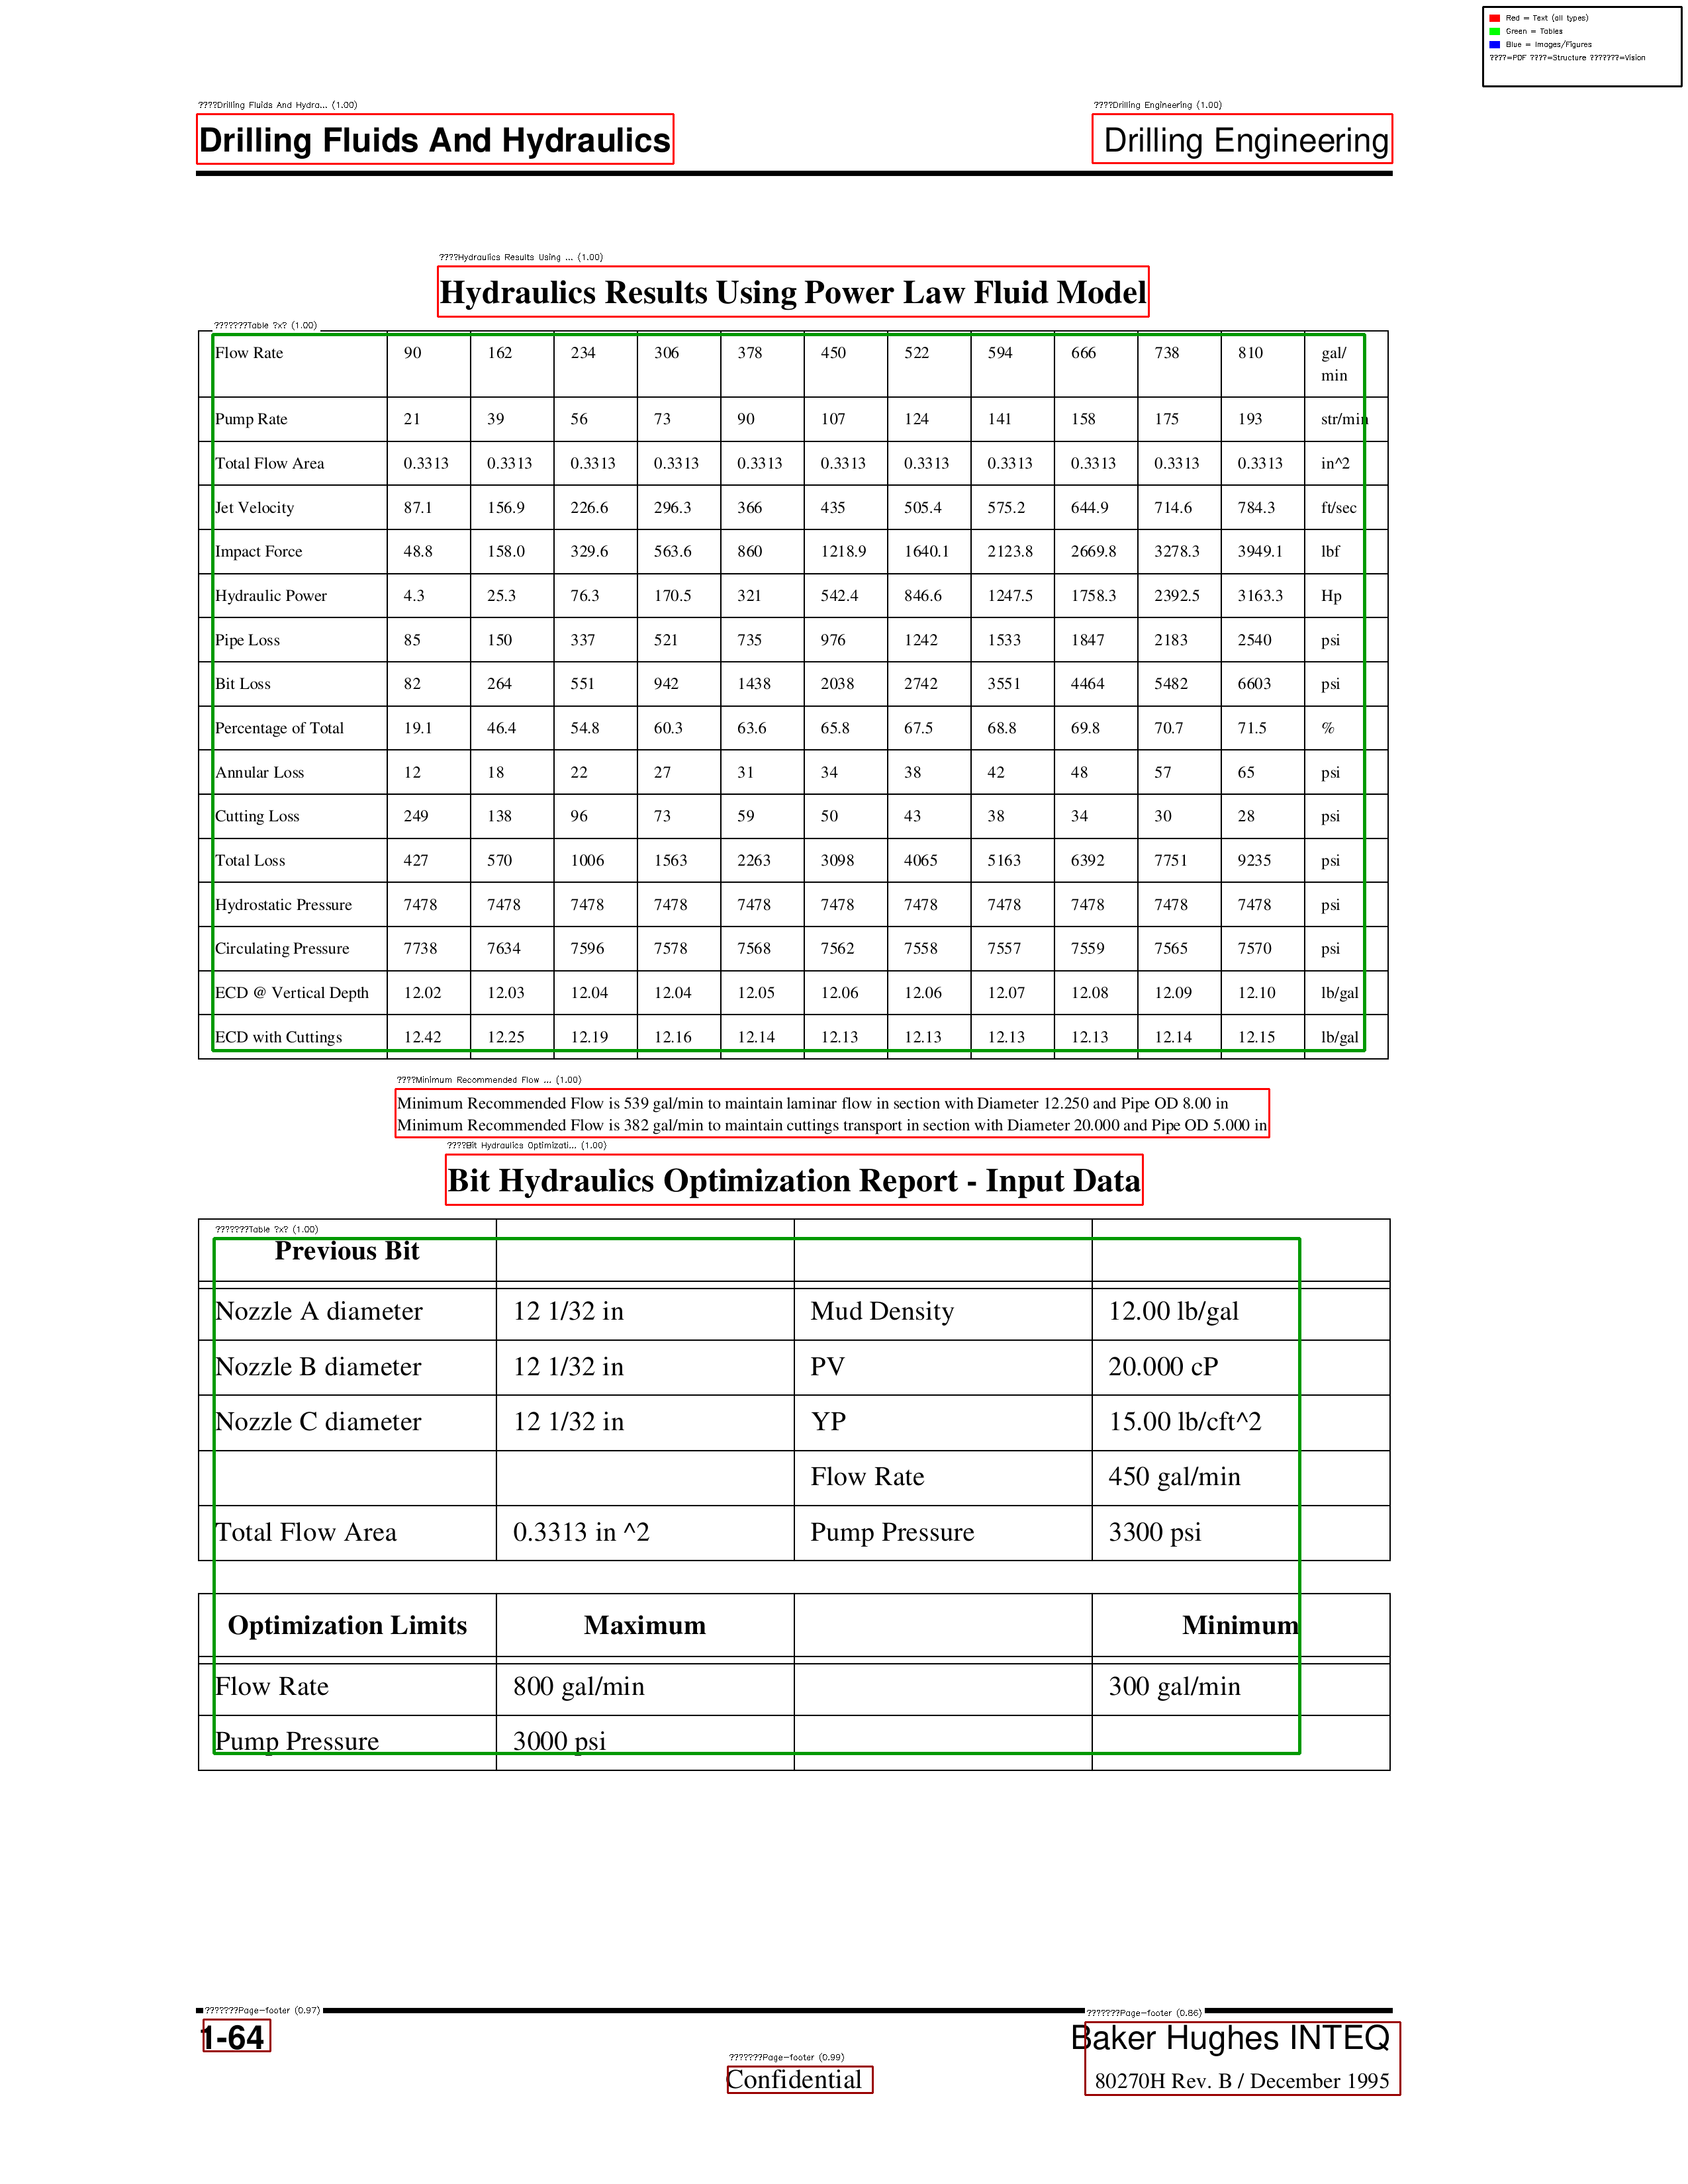 Red = Text (all types)
Green = Tables
Blue = Images/Figures
????=PDF ????=Structure ???????=Vision
????Drilling Fluids And Hydra... (1.00)
????Drilling Engineering (1.00)
Drilling Fluids And Hydraulics Drilling Engineering
????Hydraulics Results Using ... (1.00)
Hydraulics Results Using Power Law Fluid Model
???????Table ?x? (1.00)
Flow Rate 90 162 234 306 378 450 522 594 666 738 810 gal/
min
Pump Rate 21 39 56 73 90 107 124 141 158 175 193 str/min
Total Flow Area 0.3313 0.3313 0.3313 0.3313 0.3313 0.3313 0.3313 0.3313 0.3313 0.3313 0.3313 in^2
Jet Velocity 87.1 156.9 226.6 296.3 366 435 505.4 575.2 644.9 714.6 784.3 ft/sec
Impact Force 48.8 158.0 329.6 563.6 860 1218.9 1640.1 2123.8 2669.8 3278.3 3949.1 lbf
Hydraulic Power 4.3 25.3 76.3 170.5 321 542.4 846.6 1247.5 1758.3 2392.5 3163.3 Hp
Pipe Loss 85 150 337 521 735 976 1242 1533 1847 2183 2540 psi
Bit Loss 82 264 551 942 1438 2038 2742 3551 4464 5482 6603 psi
Percentage of Total 19.1 46.4 54.8 60.3 63.6 65.8 67.5 68.8 69.8 70.7 71.5 %
Annular Loss 12 18 22 27 31 34 38 42 48 57 65 psi
Cutting Loss 249 138 96 73 59 50 43 38 34 30 28 psi
Total Loss 427 570 1006 1563 2263 3098 4065 5163 6392 7751 9235 psi
Hydrostatic Pressure 7478 7478 7478 7478 7478 7478 7478 7478 7478 7478 7478 psi
Circulating Pressure 7738 7634 7596 7578 7568 7562 7558 7557 7559 7565 7570 psi
ECD @ Vertical Depth 12.02 12.03 12.04 12.04 12.05 12.06 12.06 12.07 12.08 12.09 12.10 lb/gal
ECD with Cuttings 12.42 12.25 12.19 12.16 12.14 12.13 12.13 12.13 12.13 12.14 12.15 lb/gal
????Minimum Recommended Flow ... (1.00)
Minimum Recommended Flow is 539 gal/min to maintain laminar flow in section with Diameter 12.250 and Pipe OD 8.00 in
Minimum Recommended Flow is 382 gal/min to maintain cuttings transport in section with Diameter 20.000 and Pipe OD 5.000 in
????Bit Hydraulics Optimizati... (1.00)
Bit Hydraulics Optimization Report - Input Data
???????Table ?x? (1.00)
Previous Bit
Nozzle A diameter 12 1/32 in Mud Density 12.00 lb/gal
Nozzle B diameter 12 1/32 in PV 20.000 cP
Nozzle C diameter 12 1/32 in YP 15.00 lb/cft^2
Flow Rate 450 gal/min
Total Flow Area 0.3313 in ^2 Pump Pressure 3300 psi
Optimization Limits Maximum Minimum
Flow Rate 800 gal/min 300 gal/min
Pump Pressure 3000 psi
???????Page-footer (0.97)
???????Page-footer (0.86)
1-64 Baker Hughes INTEQ
???????Page-footer (0.99)
Confidential 80270H Rev. B / December 1995